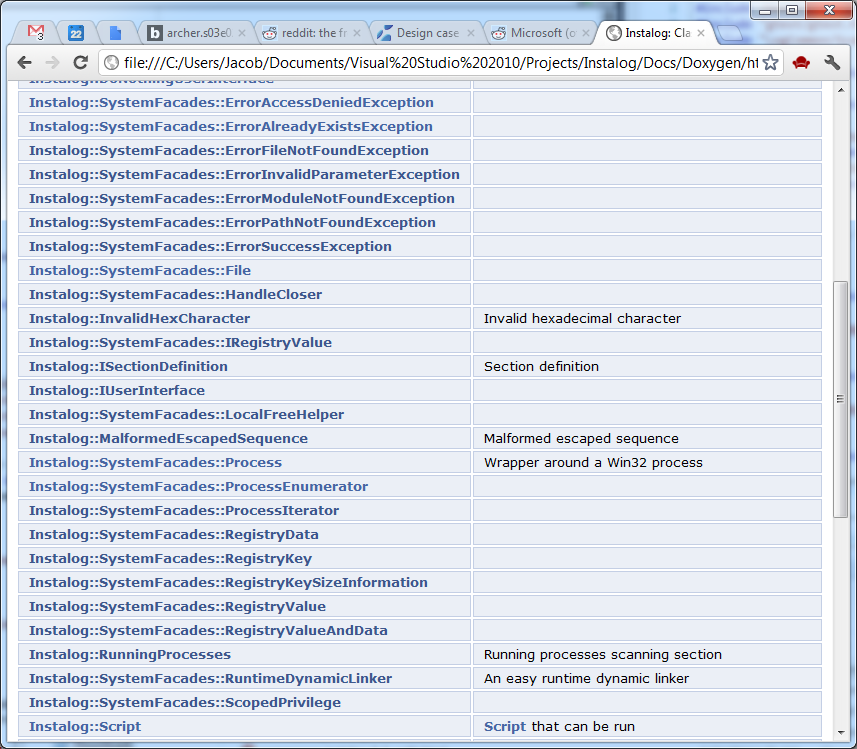 3
22
archer.s03e0
reddit: the fr
Design case
Microsoft (o
Instalog: Cla
file:///C:/Users/Jacob/Documents/Visual%20Studio%202010/Projects/Instalog/Docs/Doxygen/ht
Instalog::DoNothingUserInterface
Instalog::SystemFacades::ErrorAccessDeniedException
Instalog::SystemFacades::ErrorAlreadyExistsException
Instalog::SystemFacades::ErrorFileNotFoundException
Instalog::SystemFacades::ErrorInvalidParameterException
Instalog::SystemFacades::ErrorModuleNotFoundException
Instalog::SystemFacades::ErrorPathNotFoundException
Instalog::SystemFacades::ErrorSuccessException
Instalog::SystemFacades::File
Instalog::SystemFacades::HandleCloser
Instalog::InvalidHexCharacter Invalid hexadecimal character
Instalog::SystemFacades::IRegistryValue
Instalog::ISectionDefinition Section definition
Instalog::IUserInterface
Instalog::SystemFacades::LocalFreeHelper
Instalog::MalformedEscapedSequence Malformed escaped sequence
Instalog::SystemFacades::Process Wrapper around a Win32 process
Instalog::SystemFacades::ProcessEnumerator
Instalog::SystemFacades::ProcessIterator
Instalog::SystemFacades::RegistryData
Instalog::SystemFacades::RegistryKey
Instalog::SystemFacades::RegistryKeySizeInformation
Instalog::SystemFacades::RegistryValue
Instalog::SystemFacades::RegistryValueAndData
Instalog::RunningProcesses Running processes scanning section
Instalog::SystemFacades::RuntimeDynamicLinker An easy runtime dynamic linker
Instalog::SystemFacades::ScopedPrivilege
Instalog::Script Script that can be run